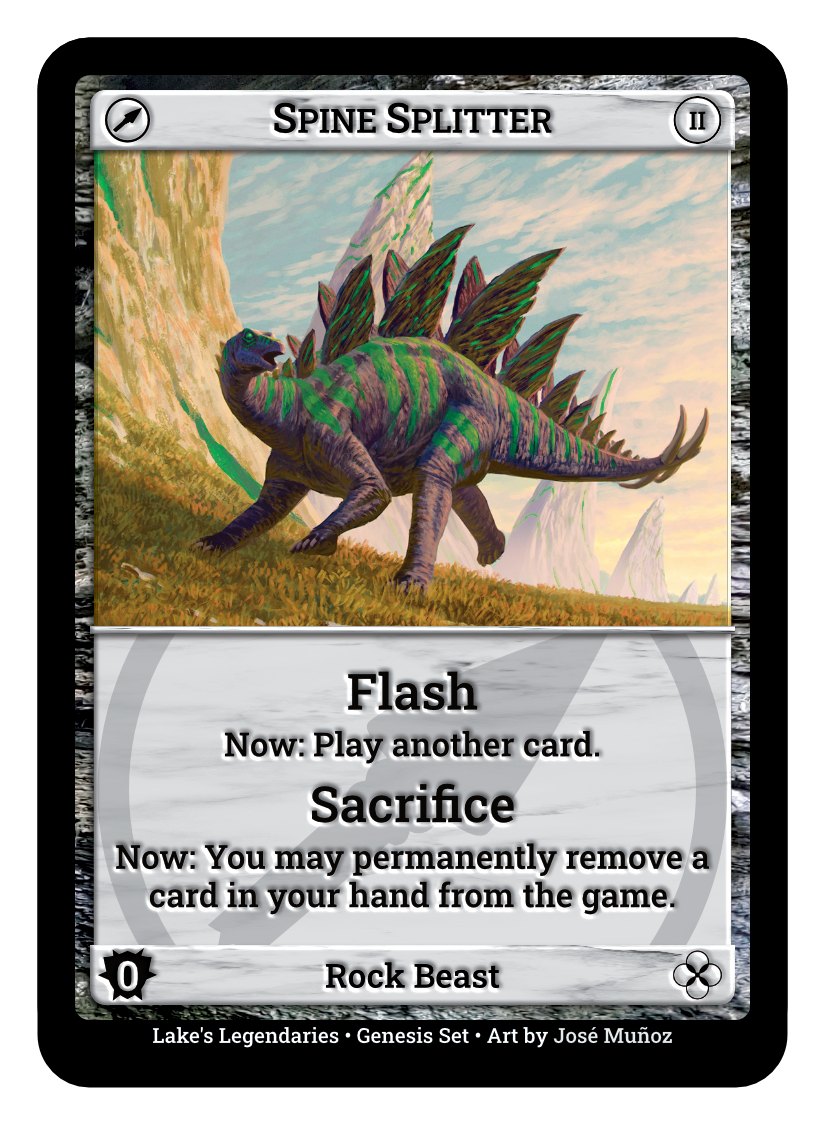 Spine Splitter
II
Flash
Now: Play another card.
Sacrifice
Now: You may permanently remove a
card in your hand from the game.
0
Rock Beast
Lake's Legendaries • Genesis Set • Art by José Muñoz